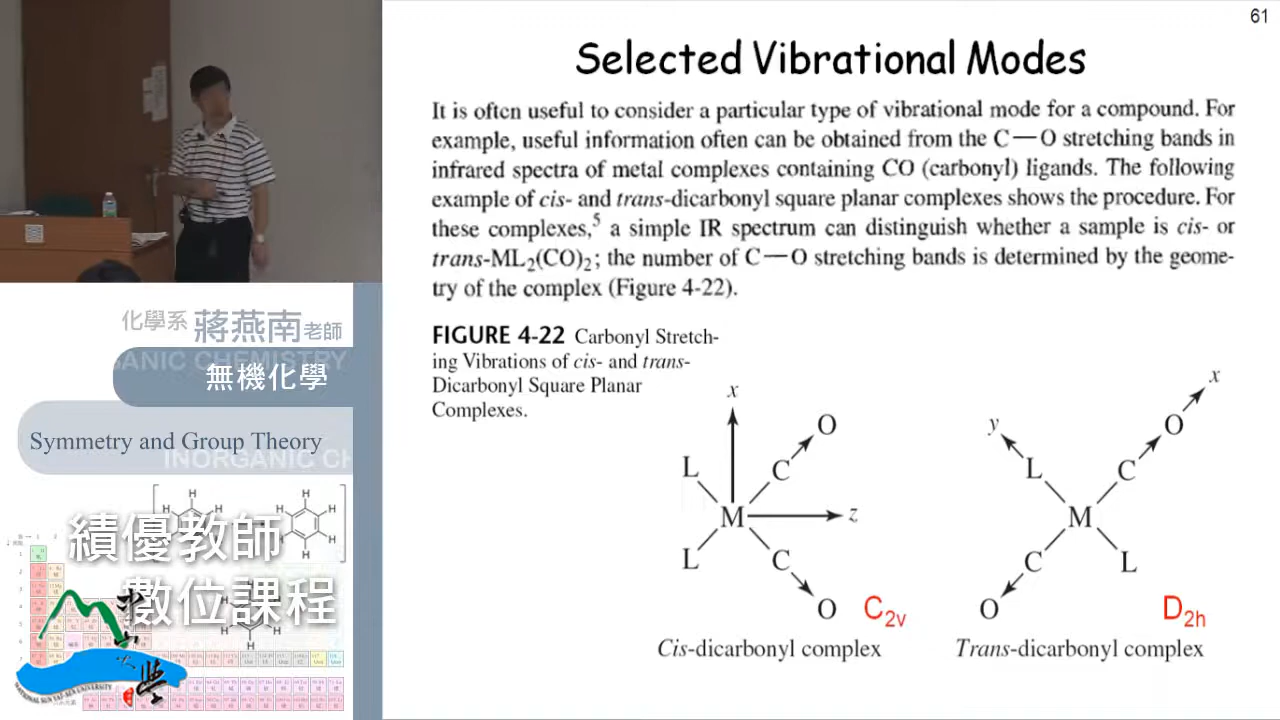 61
Selected Vibrational Modes
It is often useful to consider a particular type of vibrational mode for a compound. For
example, useful information often can be obtained from the C—O stretching bands in
infrared spectra of metal complexes containing CO (carbonyl) ligands. The following
example of cis- and trans-dicarbonyl square planar complexes shows the procedure. For
these complexes,⁵ a simple IR spectrum can distinguish whether a sample is cis- or
trans-ML₂(CO)₂; the number of C—O stretching bands is determined by the geome-
try of the complex (Figure 4-22).
FIGURE 4-22 Carbonyl Stretch-
ing Vibrations of cis- and trans-
Dicarbonyl Square Planar
Complexes.
x
O
L
C
M
z
L
C
O
C₂ᵥ
Cis-dicarbonyl complex
x
y
O
L
C
M
C
L
O
D₂ₕ
Trans-dicarbonyl complex
化學系 蔣燕南老師
ANIC CHEMISTRY
無機化學
Symmetry and Group Theory
INORGANIC CH
績優教師
數位課程
NATIONAL SUN YAT-SEN UNIVERSITY